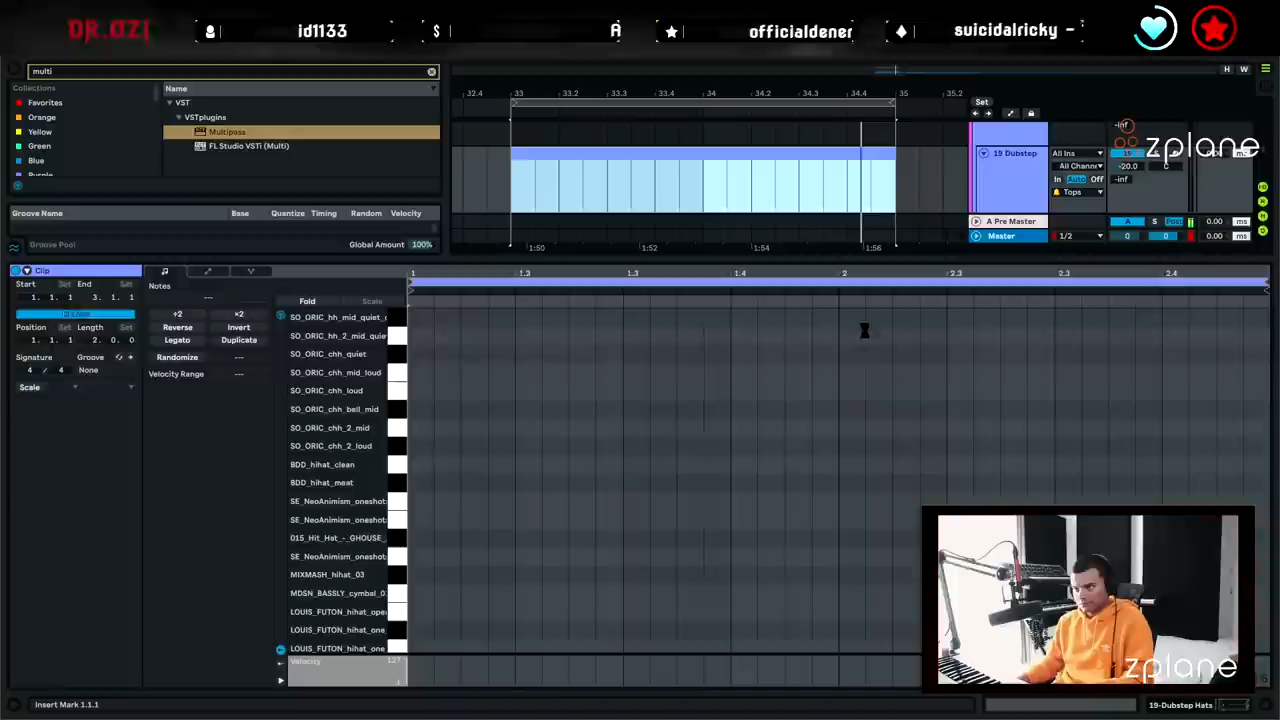 DR.OZI
id1133
$
A
officialdener
suicidalricky -
multi
H W
Collections
Favorites
Orange
Yellow
Green
Blue
Purple
Name
VST
VSTplugins
Multipass
FL Studio VSTi (Multi)
Groove Name Base Quantize Timing Random Velocity
Groove Pool Global Amount 100%
32.4 33 33.2 33.3 34 34.2 34.3 34.4 35 35.2
1:50 1:52 1:54 1:56
Set
19 Dubstep
All Ins
All Channe
In Auto Off
Tops
-inf
-20.0 C
-inf
zplane
A Pre Master A S Post 0.00 ms
Master 1/2 0 0 0.00 ms
Clip
Start Set End Set
1. 1. 1 3. 1. 1
Position Set Length Set
1. 1. 1 2. 0. 0
Signature Groove
4 / 4 None
Scale
Notes
---
÷2 ×2
Reverse Invert
Legato Duplicate
Randomize ---
Velocity Range ---
Fold Scale
1 1.3 1.4 2 2.3 2.4
SO_ORIC_hh_mid_quiet_
SO_ORIC_hh_2_mid_quie
SO_ORIC_chh_quiet
SO_ORIC_chh_mid_loud
SO_ORIC_chh_loud
SO_ORIC_chh_bell_mid
SO_ORIC_chh_2_mid
SO_ORIC_chh_2_loud
BDD_hihat_clean
BDD_hihat_meat
SE_NeoAnimism_oneshot
SE_NeoAnimism_oneshot
015_Hit_Hat_-_GHOUSE_
SE_NeoAnimism_oneshot
MIXMASH_hihat_03
MDSN_BASSLY_cymbal_0
LOUIS_FUTON_hihat_ope
LOUIS_FUTON_hihat_one_
LOUIS_FUTON_hihat_one
Velocity 127
1
zplane
Insert Mark 1.1.1
19-Dubstep Hats